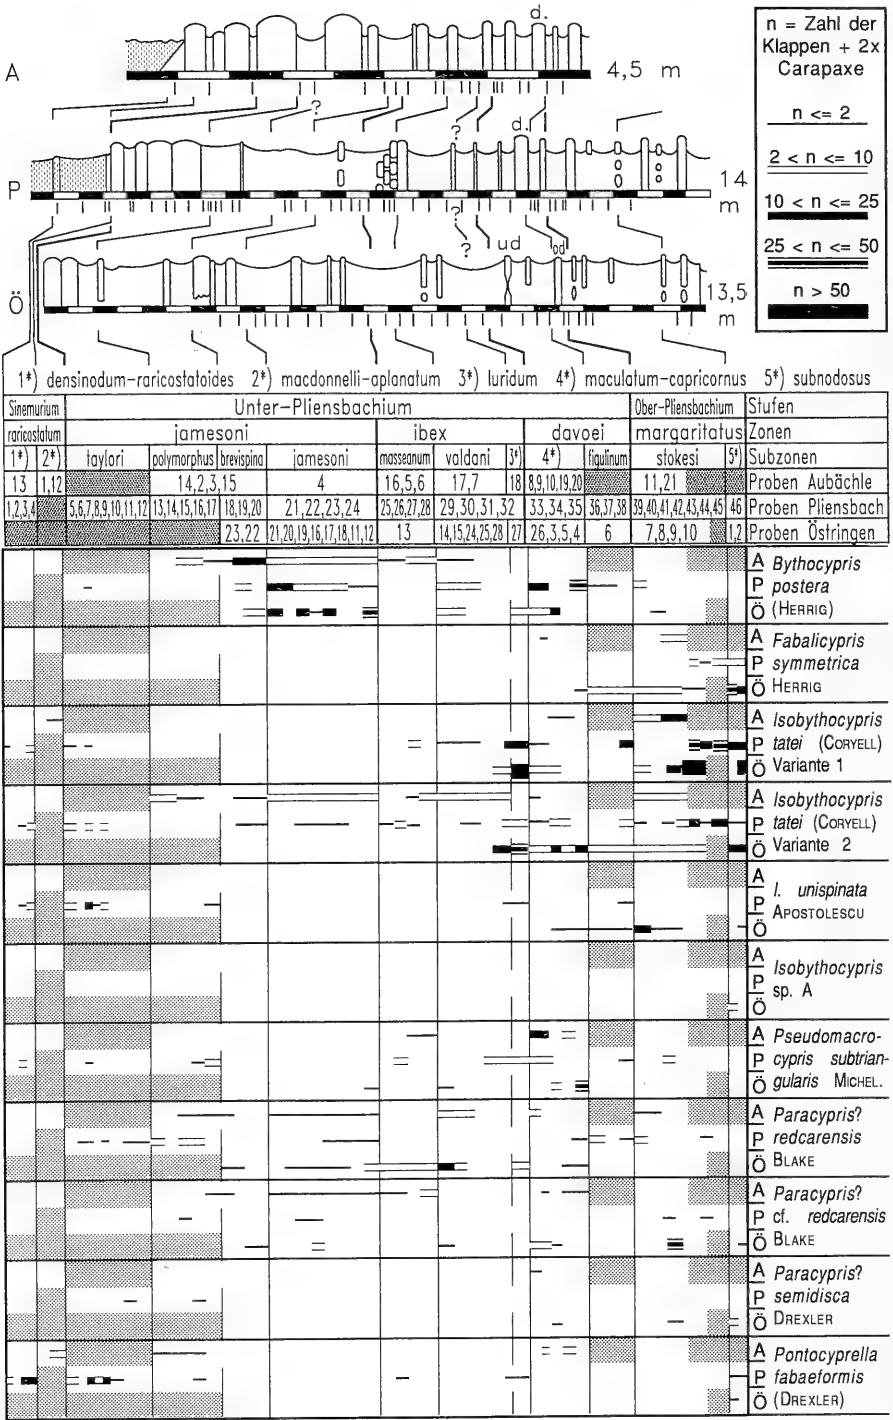 n = Zahl der
Klappen + 2x
Carapaxe
n <= 2
2 < n <= 10
10 < n <= 25
25 < n <= 50
n > 50
d.
A
4,5 m
?
?
d.
P
14
m
?
?
ud
od
Ö
13,5
m
1*) densinodum-raricostatoides 2*) macdonnelli-aplanatum 3*) luridum 4*) maculatum-capricornus 5*) subnodosus
Sinemurium Unter-Pliensbachium Ober-Pliensbachium Stufen
raricostatum jamesoni ibex davoei margaritatus Zonen
1*) 2*) taylori polymorphus brevispina jamesoni masseanum valdani 3*) 4*) figulinum stokesi 5*) Subzonen
13 1,12 14,2,3,15 4 16,5,6 17,7 18 8,9,10,19,20 11,21 Proben Aubächle
1,2,3,4 5,6,7,8,9,10,11,12 13,14,15,16,17 18,19,20 21,22,23,24 25,26,27,28 29,30,31,32 33,34,35 36,37,38 39,40,41,42,43,44,45 46 Proben Pliensbach
23,22 21,20,19,16,17,18,11,12 13 14,15,24,25,28 27 26,3,5,4 6 7,8,9,10 1,2 Proben Östringen
A Bythocypris
P postera
Ö (HERRIG)
A Fabalicypris
P symmetrica
Ö HERRIG
A Isobythocypris
P tatei (CORYELL)
Ö Variante 1
A Isobythocypris
P tatei (CORYELL)
Ö Variante 2
A
I. unispinata
P
APOSTOLESCU
Ö
A
Isobythocypris
P
sp. A
Ö
A Pseudomacro-
P cypris subtrian-
Ö gularis MICHEL.
A Paracypris?
P redcarensis
Ö BLAKE
A Paracypris?
P cf. redcarensis
Ö BLAKE
A Paracypris?
P semidisca
Ö DREXLER
A Pontocyprella
P fabaeformis
Ö (DREXLER)